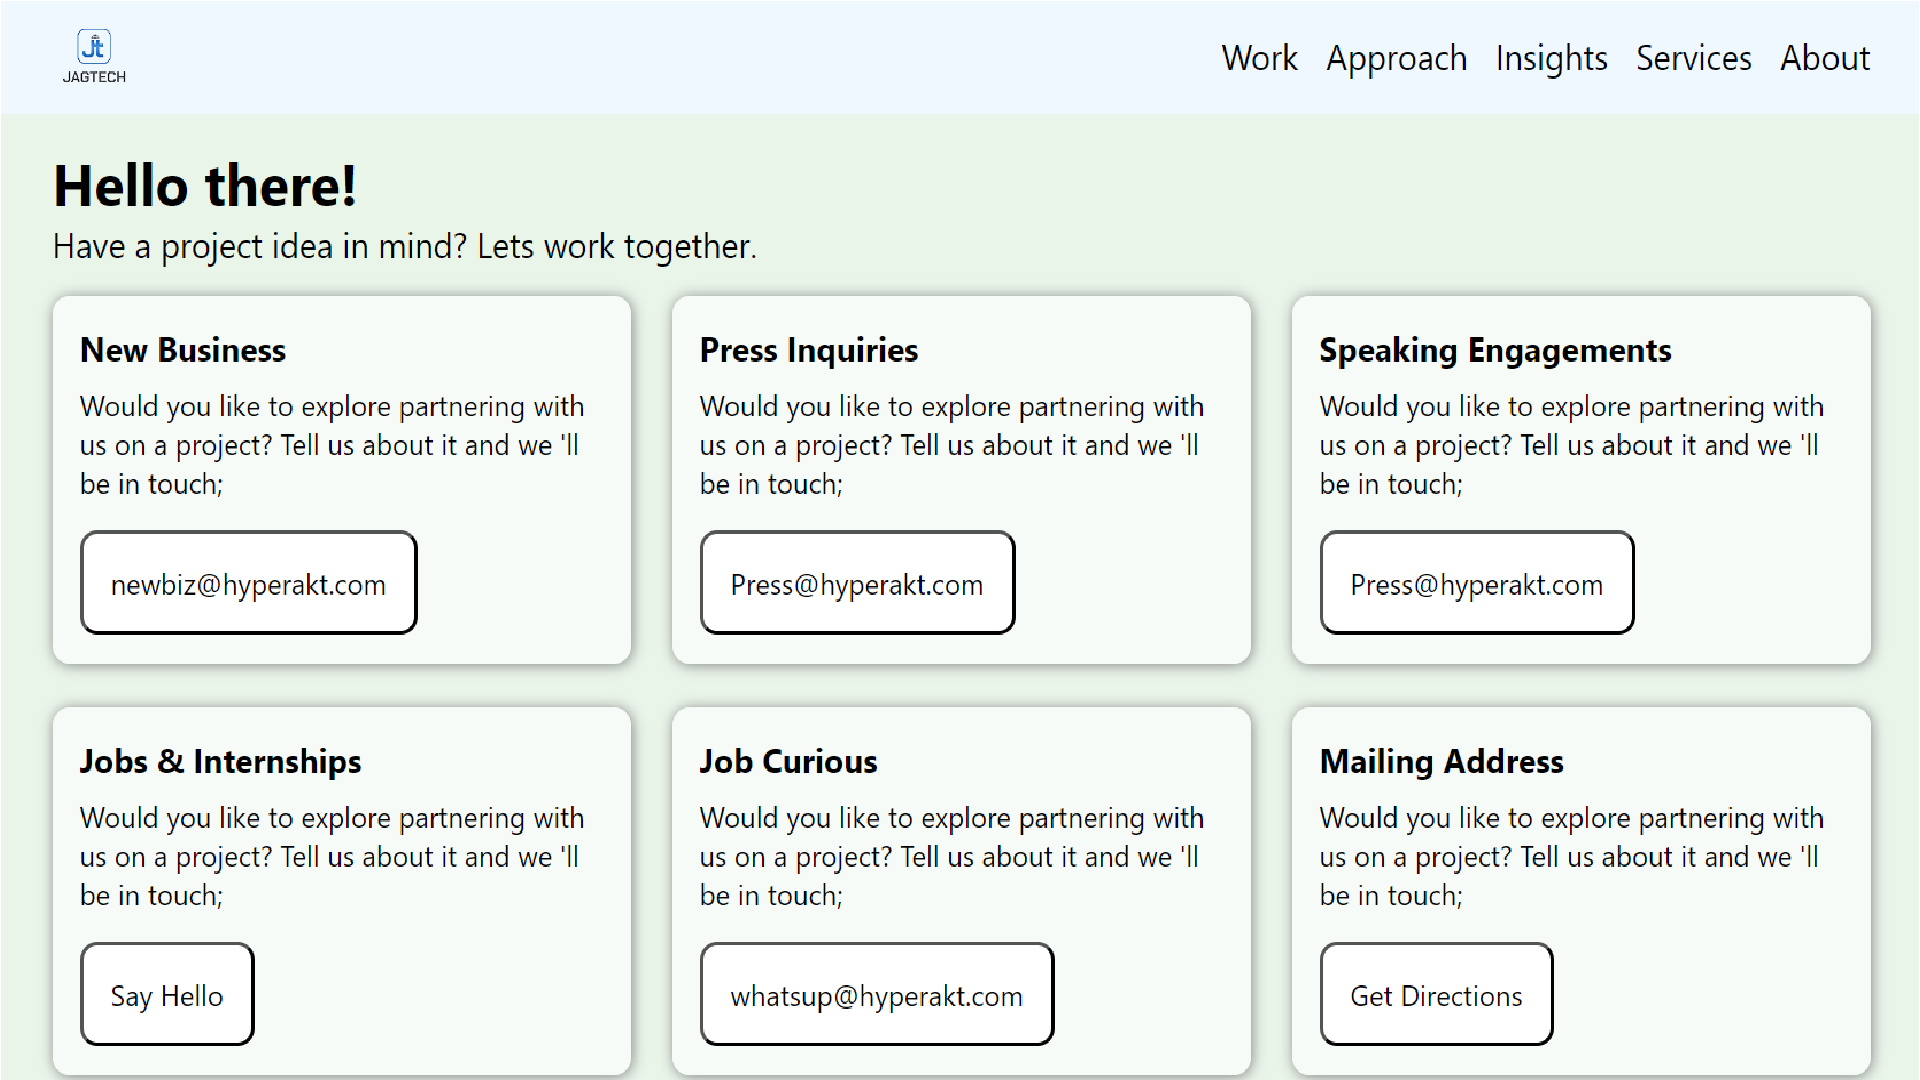 Jt
JAGTECH
Work Approach Insights Services About
Hello there!
Have a project idea in mind? Lets work together.
New Business
Would you like to explore partnering with
us on a project? Tell us about it and we 'll
be in touch;
newbiz@hyperakt.com
Press Inquiries
Would you like to explore partnering with
us on a project? Tell us about it and we 'll
be in touch;
Press@hyperakt.com
Speaking Engagements
Would you like to explore partnering with
us on a project? Tell us about it and we 'll
be in touch;
Press@hyperakt.com
Jobs & Internships
Would you like to explore partnering with
us on a project? Tell us about it and we 'll
be in touch;
Say Hello
Job Curious
Would you like to explore partnering with
us on a project? Tell us about it and we 'll
be in touch;
whatsup@hyperakt.com
Mailing Address
Would you like to explore partnering with
us on a project? Tell us about it and we 'll
be in touch;
Get Directions